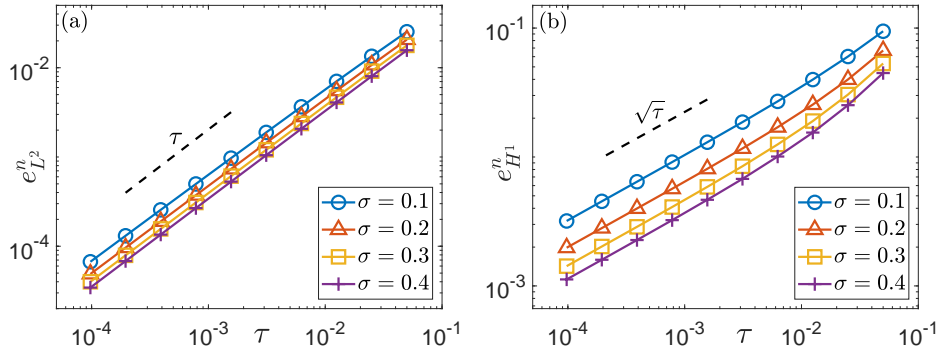 (a)
10^{-2}
10^{-4}
e^n_{L^2}
τ
σ = 0.1
σ = 0.2
σ = 0.3
σ = 0.4
10^{-4}
10^{-3}
τ
10^{-2}
10^{-1}
(b)
10^{-1}
10^{-2}
10^{-3}
e^n_{H^1}
√τ
σ = 0.1
σ = 0.2
σ = 0.3
σ = 0.4
10^{-4}
10^{-3}
τ
10^{-2}
10^{-1}